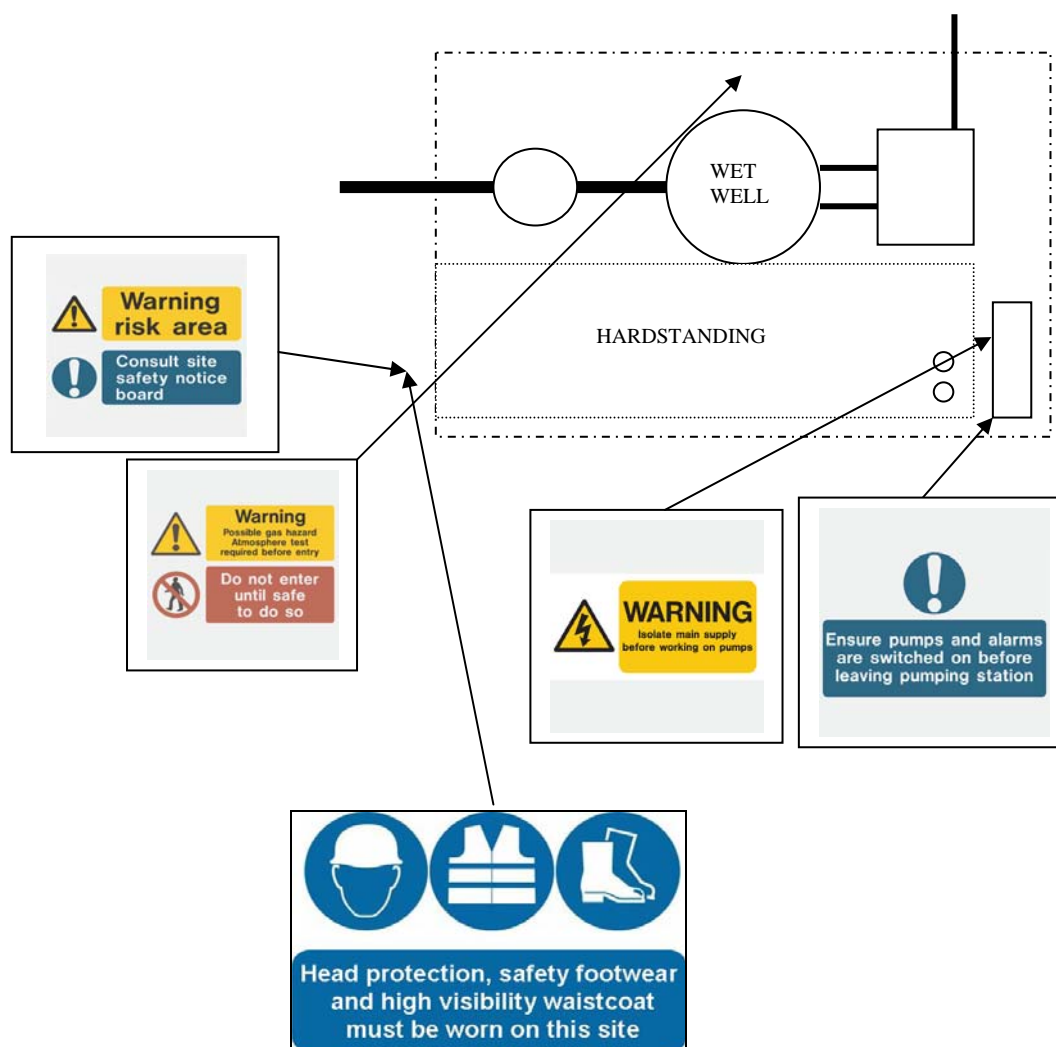 WET
WELL
HARDSTANDING
Warning
risk area
Consult site
safety notice
board
Warning
Possible gas hazard
Atmosphere test
required before entry
Do not enter
until safe
to do so
WARNING
Isolate main supply
before working on pumps
Ensure pumps and alarms
are switched on before
leaving pumping station
Head protection, safety footwear
and high visibility waistcoat
must be worn on this site